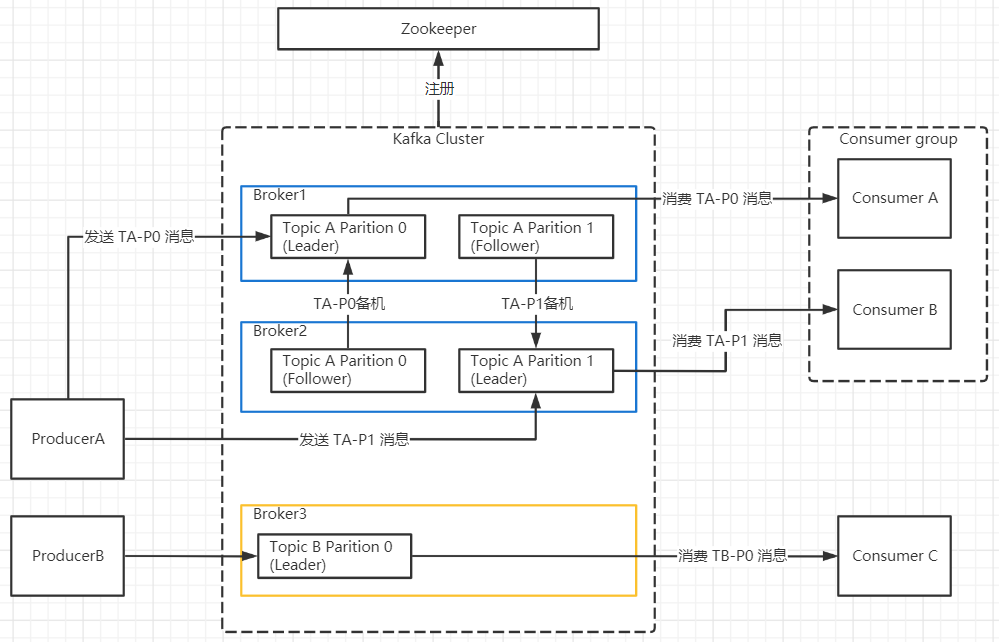 Zookeeper
注册
Kafka Cluster
Consumer group
Broker1
消费 TA-P0 消息
Consumer A
Topic A Parition 0
(Leader)
Topic A Parition 1
(Follower)
发送 TA-P0 消息
TA-P0备机
TA-P1备机
Consumer B
Broker2
消费 TA-P1 消息
Topic A Parition 0
(Follower)
Topic A Parition 1
(Leader)
ProducerA
发送 TA-P1 消息
Broker3
ProducerB
Topic B Parition 0
(Leader)
消费 TB-P0 消息
Consumer C